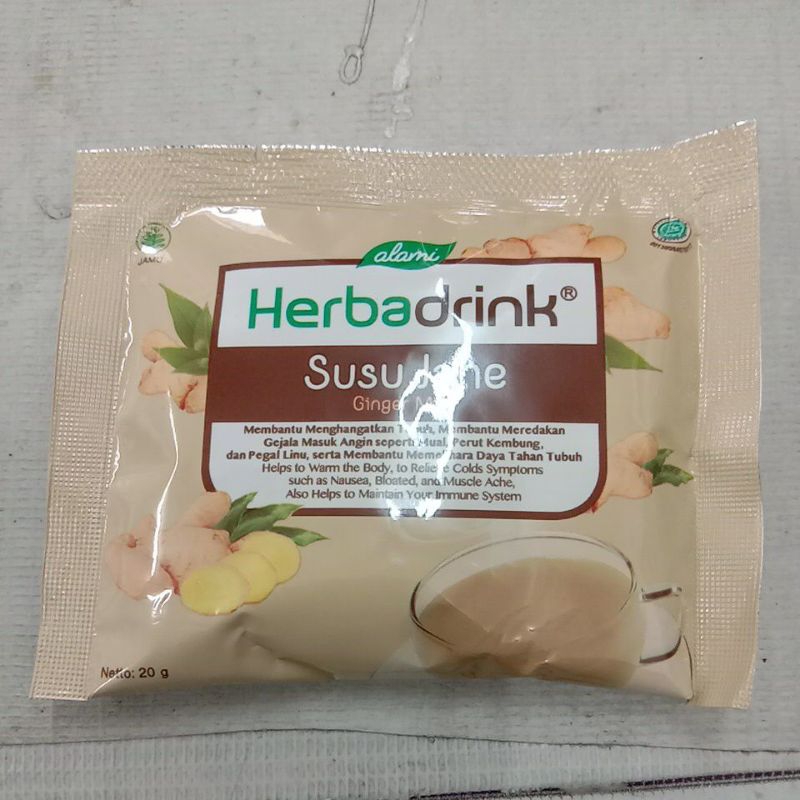 alami
Herbadrink®
Susu Jahe
Ginger Milk
Membantu Menghangatkan Tubuh, Membantu Meredakan
Gejala Masuk Angin seperti Mual, Perut Kembung,
dan Pegal Linu, serta Membantu Memelihara Daya Tahan Tubuh
Helps to Warm the Body, to Relieve Colds Symptoms
such as Nausea, Bloated, and Muscle Ache,
Also Helps to Maintain Your Immune System
JAMU
Netto: 20 g